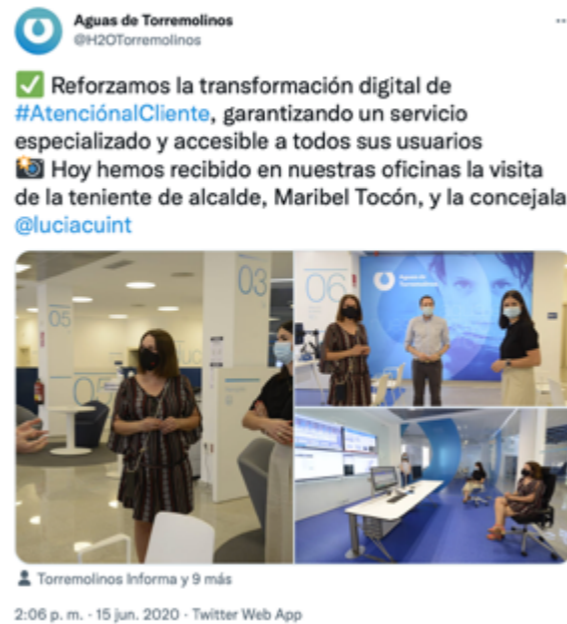 Aguas de Torremolinos
@H2OTorremolinos
✅ Reforzamos la transformación digital de
#AtenciónalCliente, garantizando un servicio
especializado y accesible a todos sus usuarios
📸 Hoy hemos recibido en nuestras oficinas la visita
de la teniente de alcalde, Maribel Tocón, y la concejala
@luciacuint
03
05
05
06
Aguas de
Torremolinos
Torremolinos Informa y 9 más
2:06 p. m. · 15 jun. 2020 · Twitter Web App